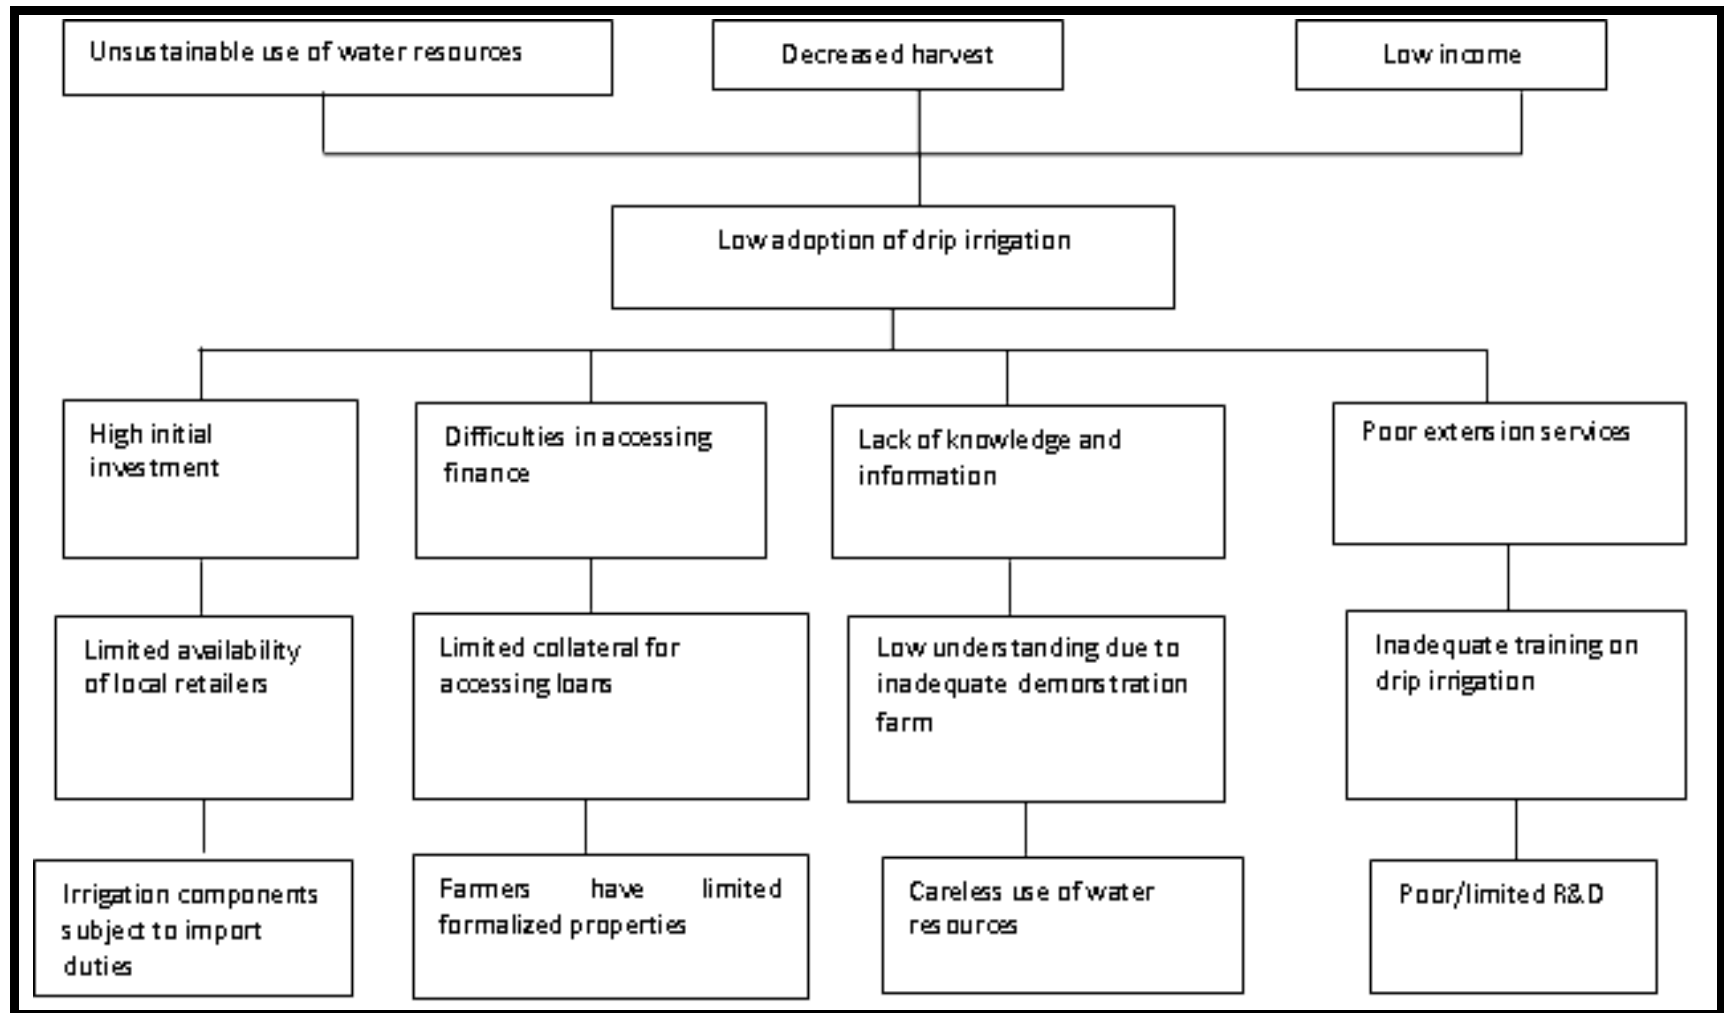 Unsustainable use of water resources
Decreased harvest
Low income
Low adoption of drip irrigation
High initial
investment
Difficulties in accessing
finance
Lack of knowledge and
information
Poor extension services
Limited availability
of local retailers
Limited collateral for
accessing loans
Low understanding due to
inadequate demonstration
farm
Inadequate training on
drip irrigation
Irrigation components
subject to import
duties
Farmers have limited
formalized properties
Careless use of water
resources
Poor/limited R&D